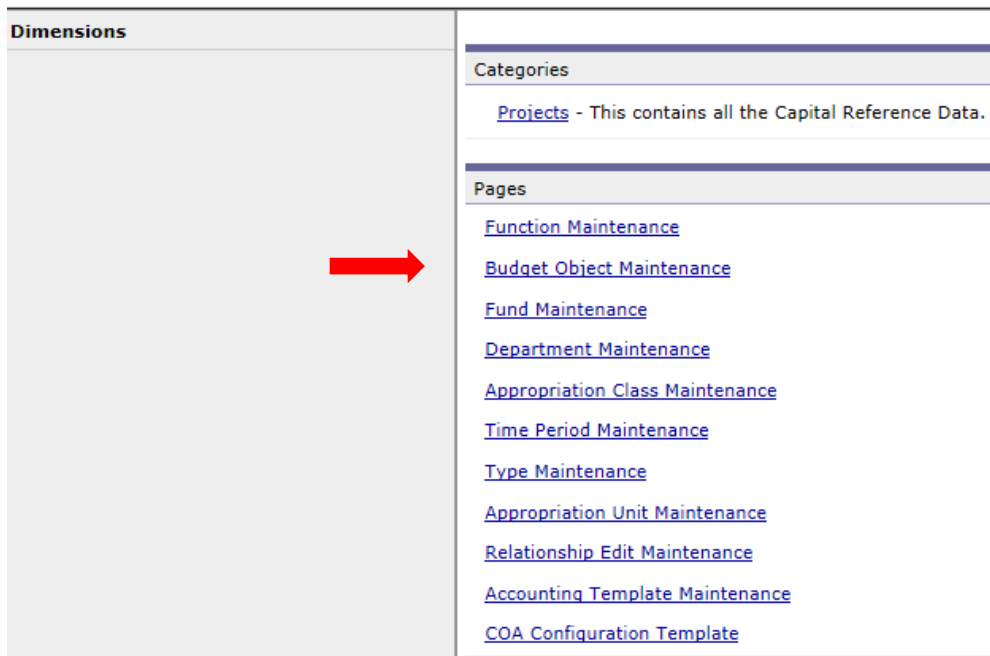 Dimensions
Categories
Projects - This contains all the Capital Reference Data.
Pages
Function Maintenance
Budget Object Maintenance
Fund Maintenance
Department Maintenance
Appropriation Class Maintenance
Time Period Maintenance
Type Maintenance
Appropriation Unit Maintenance
Relationship Edit Maintenance
Accounting Template Maintenance
COA Configuration Template